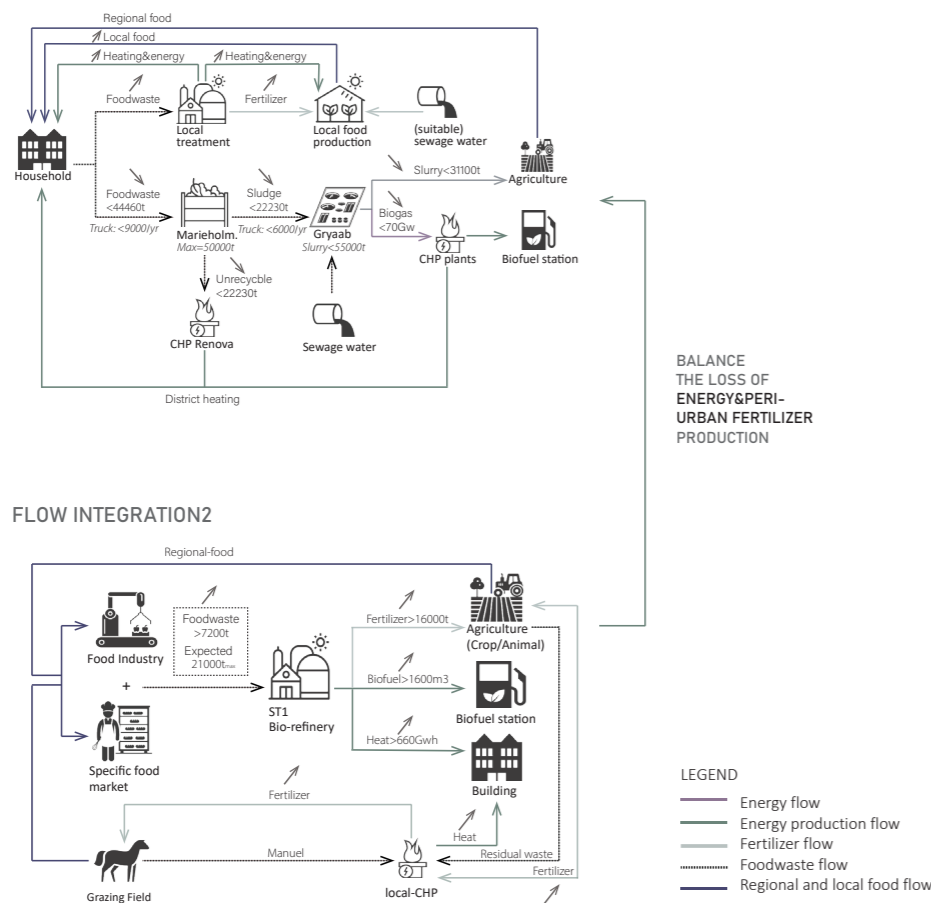 Regional food
Local food
Heating&energy
Heating&energy
Foodwaste
Fertilizer
Local
treatment
Local food
production
(suitable)
sewage water
Household
Slurry<31100t
Agriculture
Foodwaste
<44460t
Truck: <9000/yr
Marieholm.
Max=50000t
Sludge
<22230t
Truck: <6000/yr
Gryaab
Slurry<55000t
Biogas
<70Gw
CHP plants
Biofuel station
Unrecycble
<22230t
CHP Renova
Sewage water
District heating
BALANCE
THE LOSS OF
ENERGY&PERI-
URBAN FERTILIZER
PRODUCTION
FLOW INTEGRATION2
Regional-food
Foodwaste
>7200t
Expected
21000tmax
Food Industry
+
Specific food
market
ST1
Bio-refinery
Fertilizer>16000t
Agriculture
(Crop/Animal)
Biofuel>1600m3
Biofuel station
Heat>660Gwh
Building
Fertilizer
Heat
Manuel
Residual waste
Fertilizer
Grazing Field
local-CHP
LEGEND
Energy flow
Energy production flow
Fertilizer flow
Foodwaste flow
Regional and local food flow